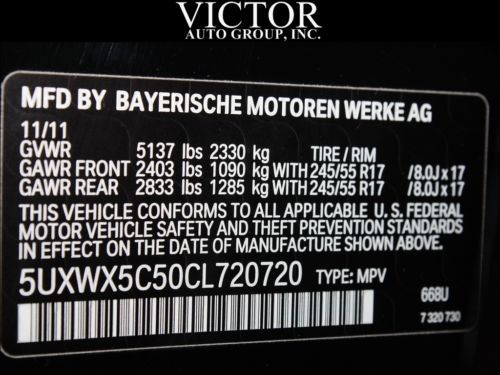 VICTOR
AUTO GROUP, INC.
MFD BY BAYERISCHE MOTOREN WERKE AG
11/11
GVWR 5137 lbs 2330 kg TIRE / RIM
GAWR FRONT 2403 lbs 1090 kg WITH 245/55 R17 /8.0J x 17
GAWR REAR 2833 lbs 1285 kg WITH 245/55 R17 /8.0J x 17
THIS VEHICLE CONFORMS TO ALL APPLICABLE U.S. FEDERAL
MOTOR VEHICLE SAFETY AND THEFT PREVENTION STANDARDS
IN EFFECT ON THE DATE OF MANUFACTURE SHOWN ABOVE.
5UXWX5C50CL720720 TYPE: MPV
668U
7 320 730